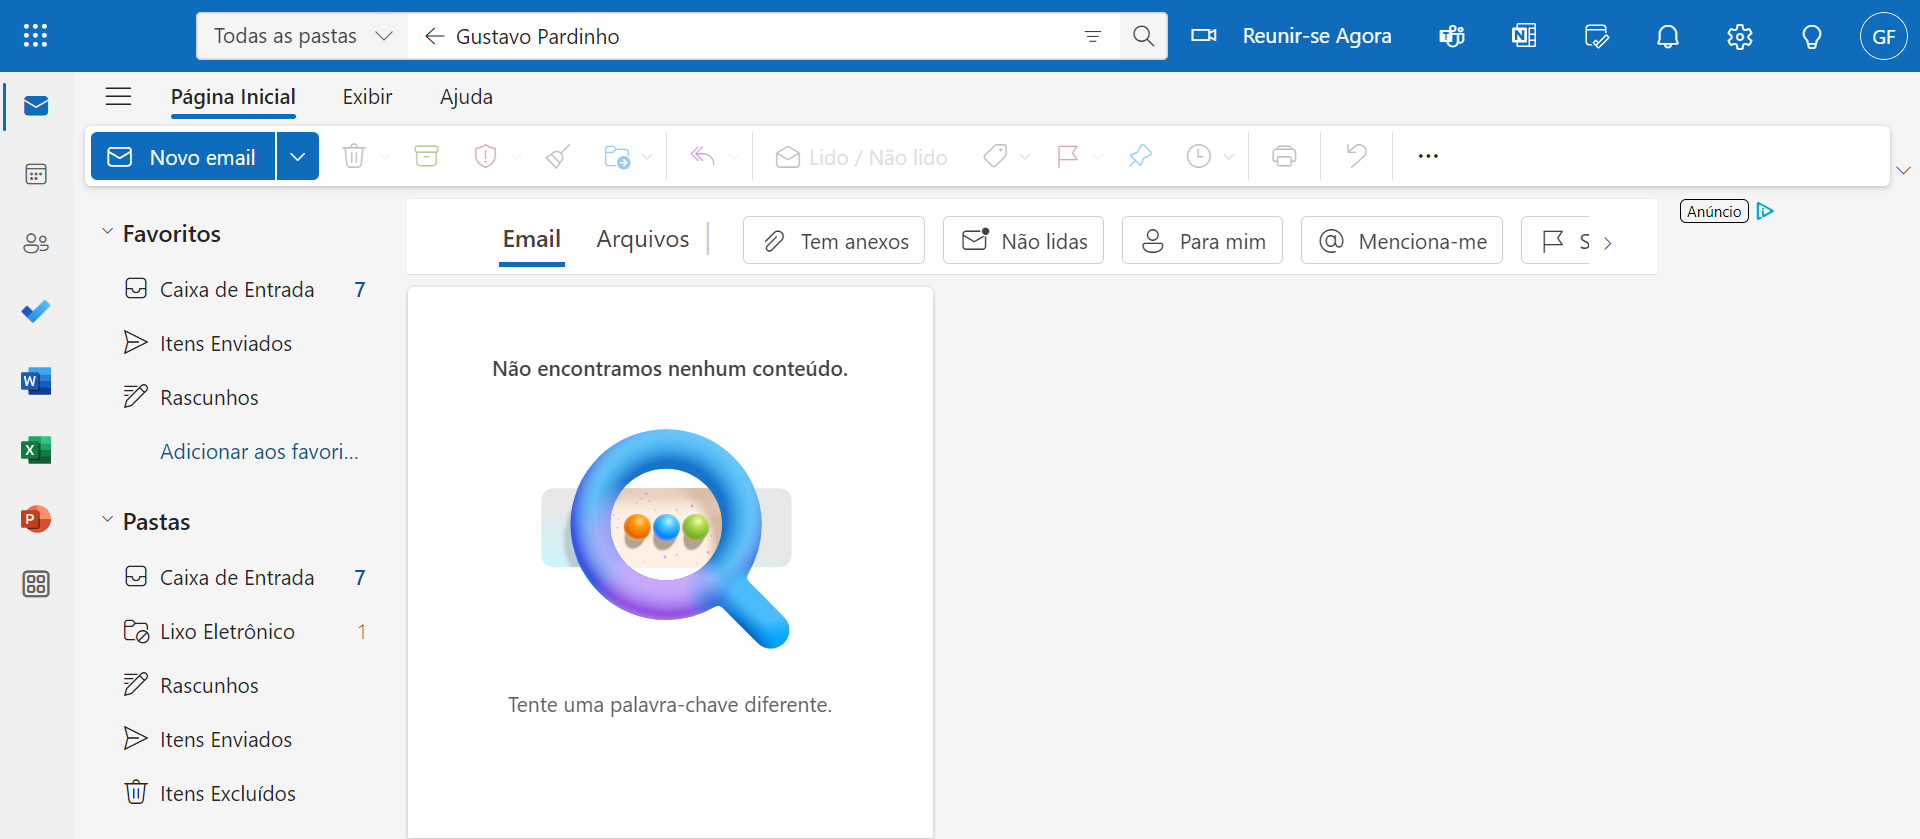 Todas as pastas
Gustavo Pardinho
Reunir-se Agora
GF
Página Inicial
Exibir
Ajuda
Novo email
Lido / Não lido
Favoritos
Caixa de Entrada 7
Itens Enviados
Rascunhos
Adicionar aos favori...
Pastas
Caixa de Entrada 7
Lixo Eletrônico 1
Rascunhos
Itens Enviados
Itens Excluídos
Email
Arquivos
Tem anexos
Não lidas
Para mim
Menciona-me
S
Anúncio
Não encontramos nenhum conteúdo.
Tente uma palavra-chave diferente.